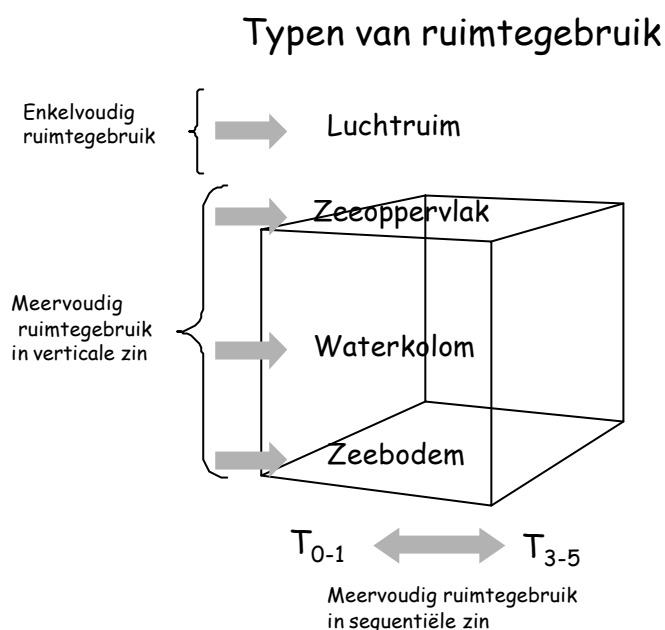 Typen van ruimtegebruik
Enkelvoudig
ruimtegebruik
Luchtruim
Zeeoppervlak
Meervoudig
ruimtegebruik
in verticale zin
Waterkolom
Zeebodem
T0-1
T3-5
Meervoudig ruimtegebruik
in sequentiële zin